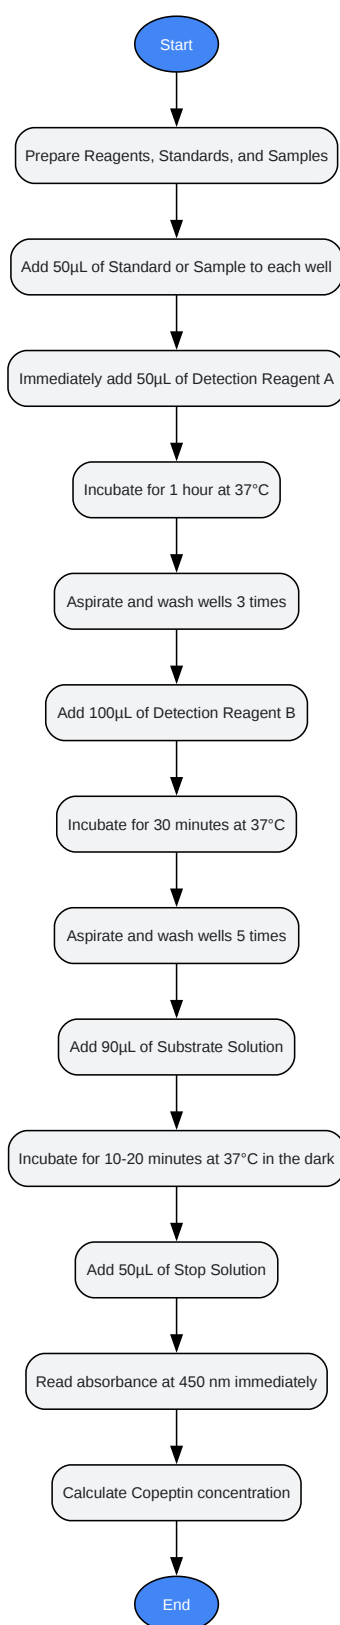 Start
Prepare Reagents, Standards, and Samples
Add 50µL of Standard or Sample to each well
Immediately add 50µL of Detection Reagent A
Incubate for 1 hour at 37°C
Aspirate and wash wells 3 times
Add 100µL of Detection Reagent B
Incubate for 30 minutes at 37°C
Aspirate and wash wells 5 times
Add 90µL of Substrate Solution
Incubate for 10-20 minutes at 37°C in the dark
Add 50µL of Stop Solution
Read absorbance at 450 nm immediately
Calculate Copeptin concentration
End